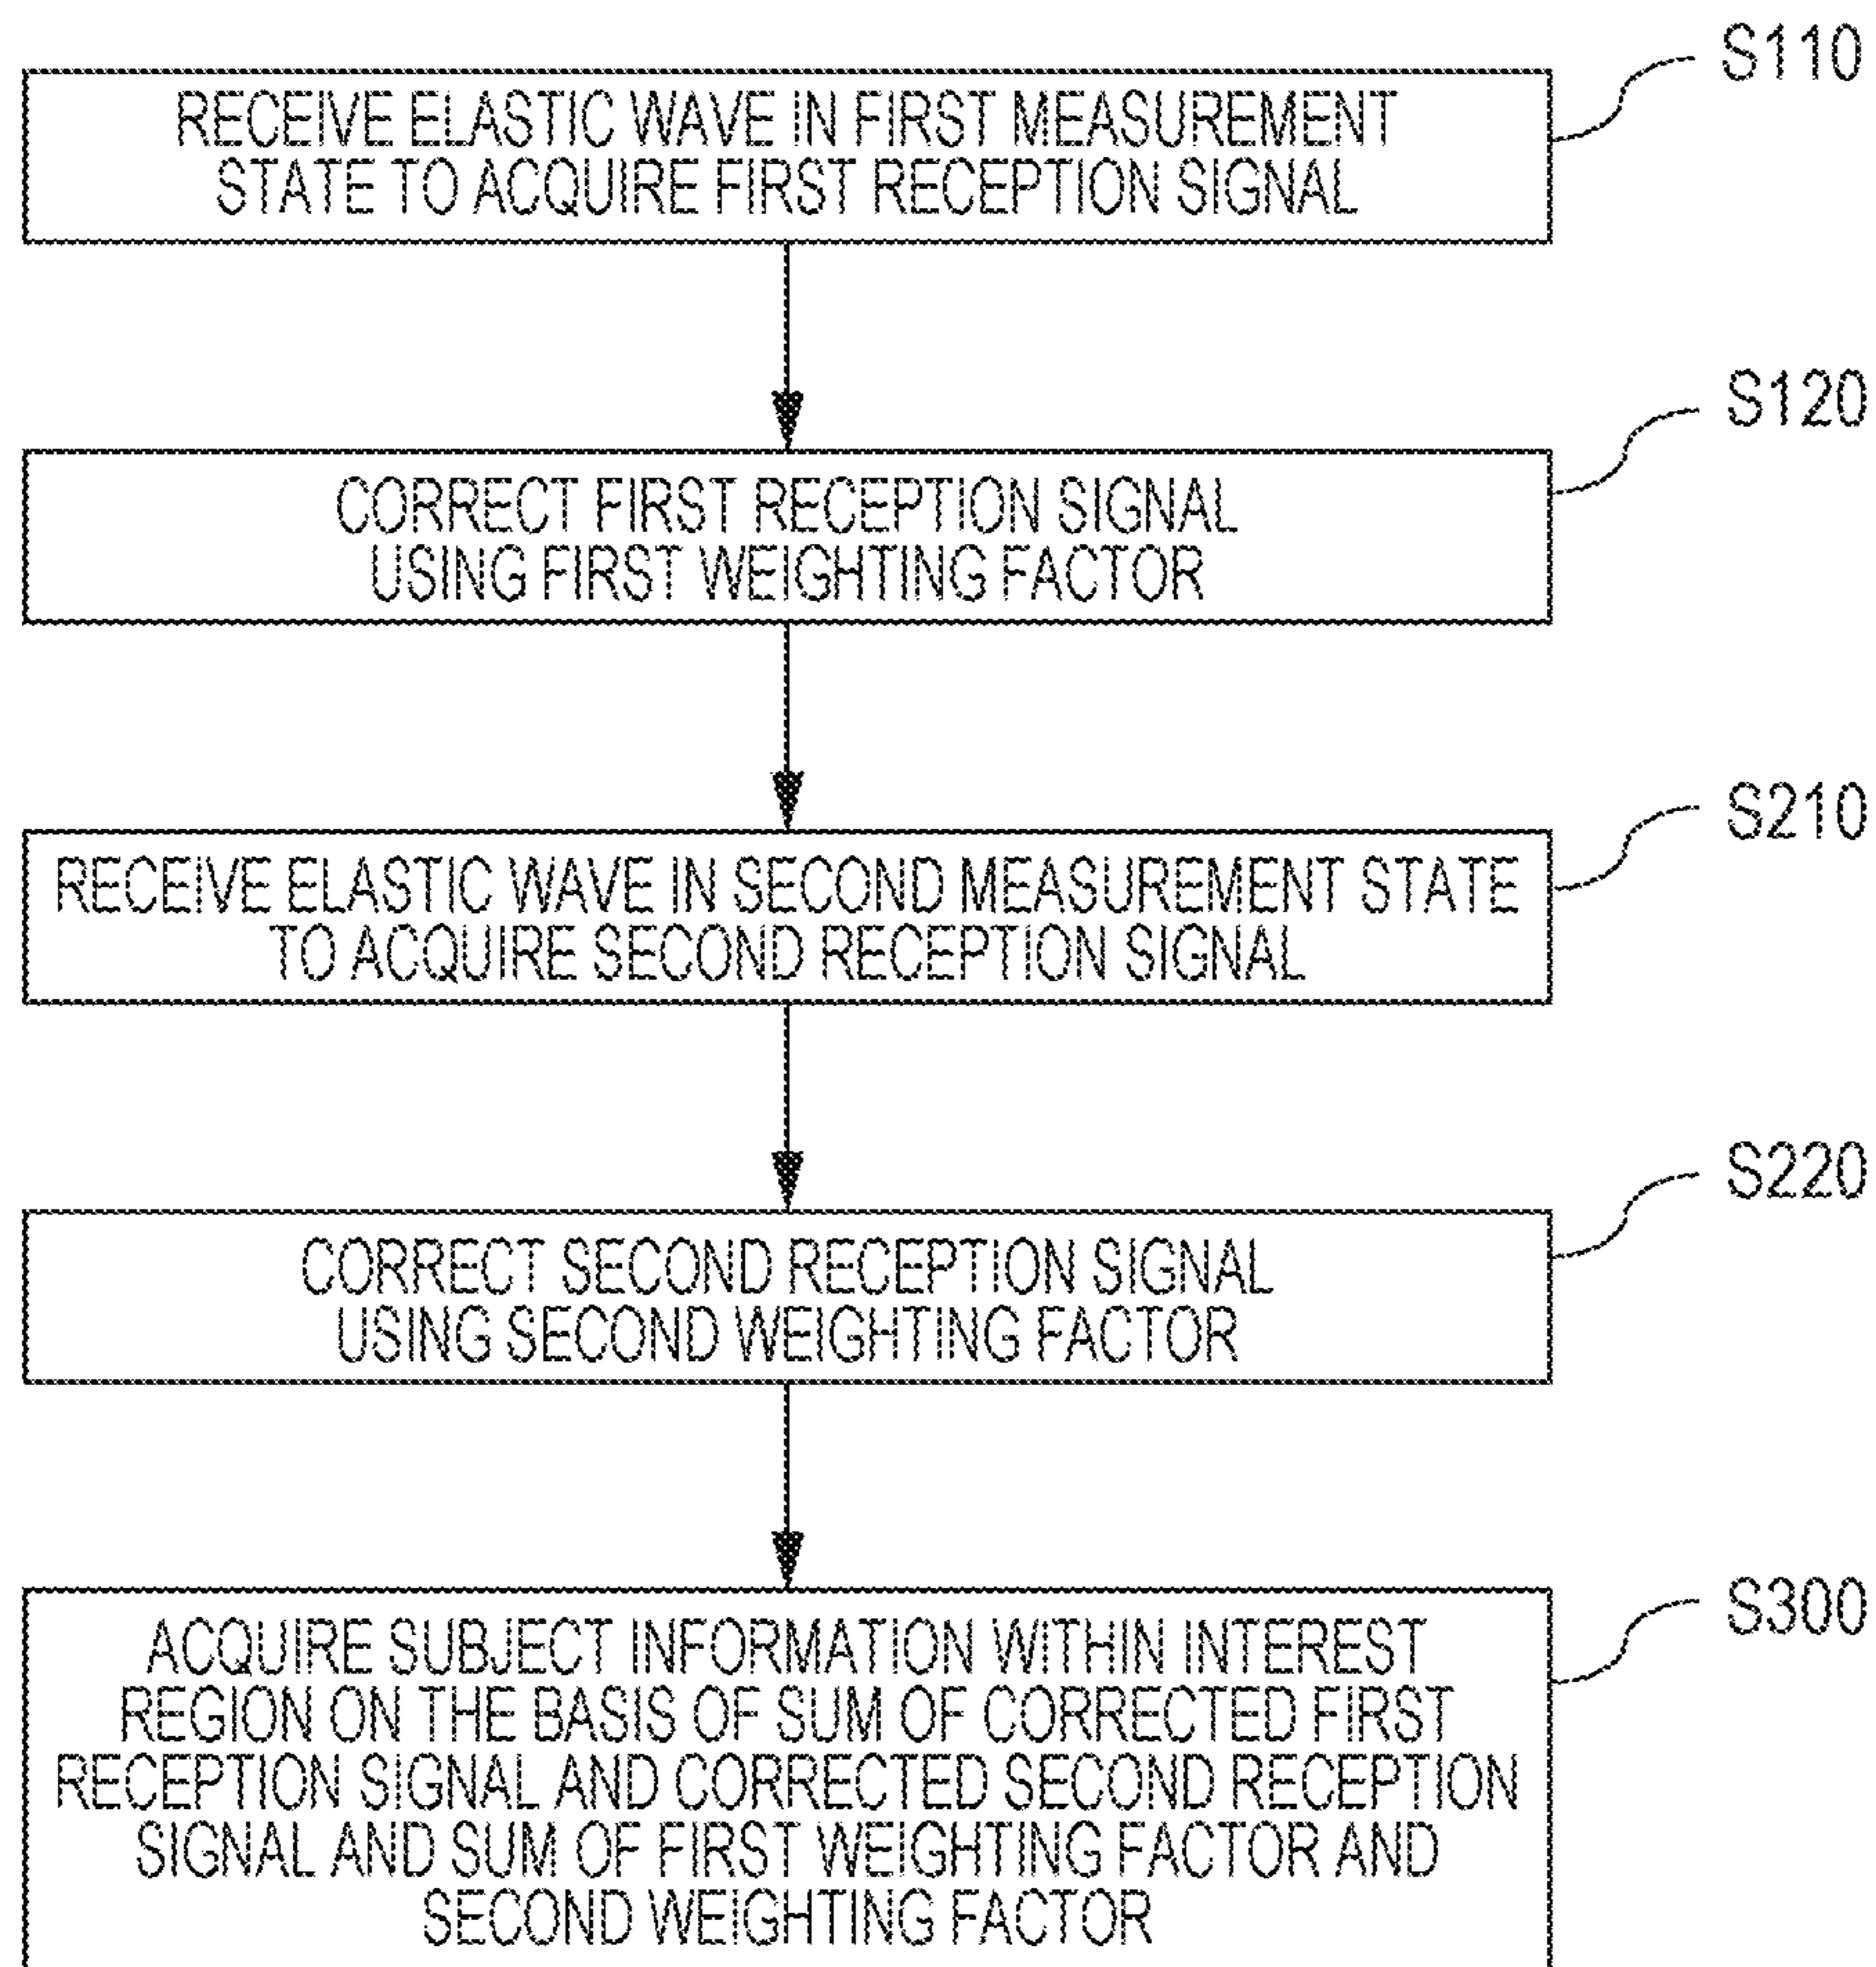 S110
RECEIVE ELASTIC WAVE IN FIRST MEASUREMENT
STATE TO ACQUIRE FIRST RECEPTION SIGNAL
S120
CORRECT FIRST RECEPTION SIGNAL
USING FIRST WEIGHTING FACTOR
S210
RECEIVE ELASTIC WAVE IN SECOND MEASUREMENT STATE
TO ACQUIRE SECOND RECEPTION SIGNAL
S220
CORRECT SECOND RECEPTION SIGNAL
USING SECOND WEIGHTING FACTOR
S300
ACQUIRE SUBJECT INFORMATION WITHIN INTEREST
REGION ON THE BASIS OF SUM OF CORRECTED FIRST
RECEPTION SIGNAL AND CORRECTED SECOND RECEPTION
SIGNAL AND SUM OF FIRST WEIGHTING FACTOR AND
SECOND WEIGHTING FACTOR